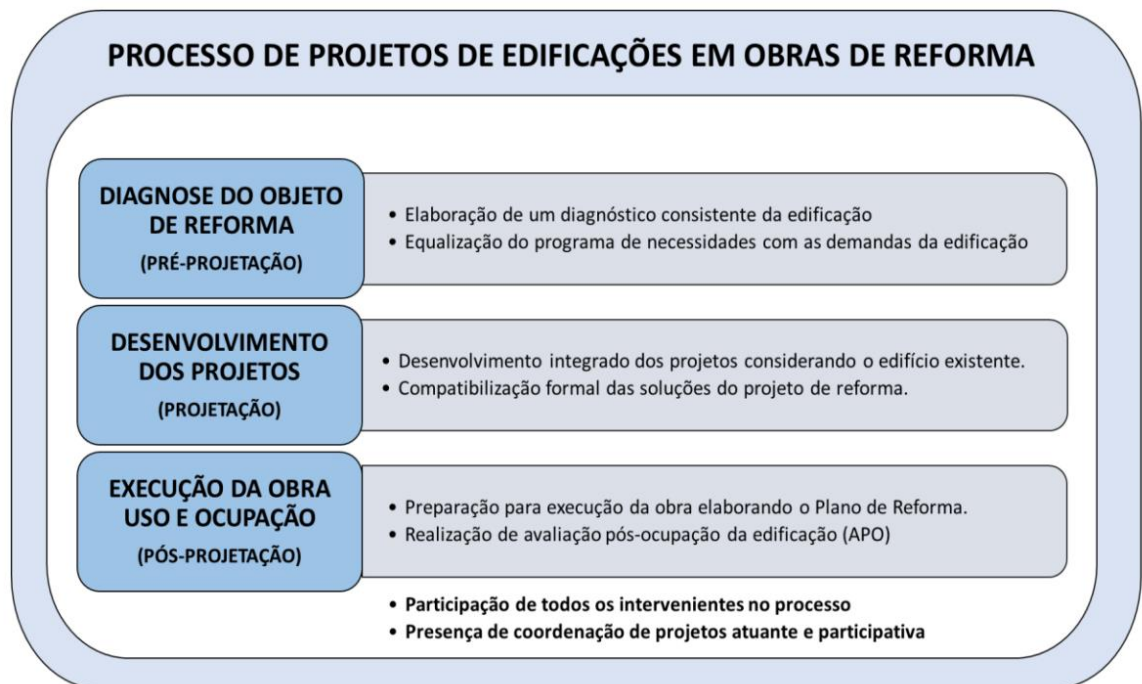 PROCESSO DE PROJETOS DE EDIFICAÇÕES EM OBRAS DE REFORMA
DIAGNOSE DO OBJETO
DE REFORMA
(PRÉ-PROJETAÇÃO)
• Elaboração de um diagnóstico consistente da edificação
• Equalização do programa de necessidades com as demandas da edificação
DESENVOLVIMENTO
DOS PROJETOS
(PROJETAÇÃO)
• Desenvolvimento integrado dos projetos considerando o edifício existente.
• Compatibilização formal das soluções do projeto de reforma.
EXECUÇÃO DA OBRA
USO E OCUPAÇÃO
(PÓS-PROJETAÇÃO)
• Preparação para execução da obra elaborando o Plano de Reforma.
• Realização de avaliação pós-ocupação da edificação (APO)
• Participação de todos os intervenientes no processo
• Presença de coordenação de projetos atuante e participativa